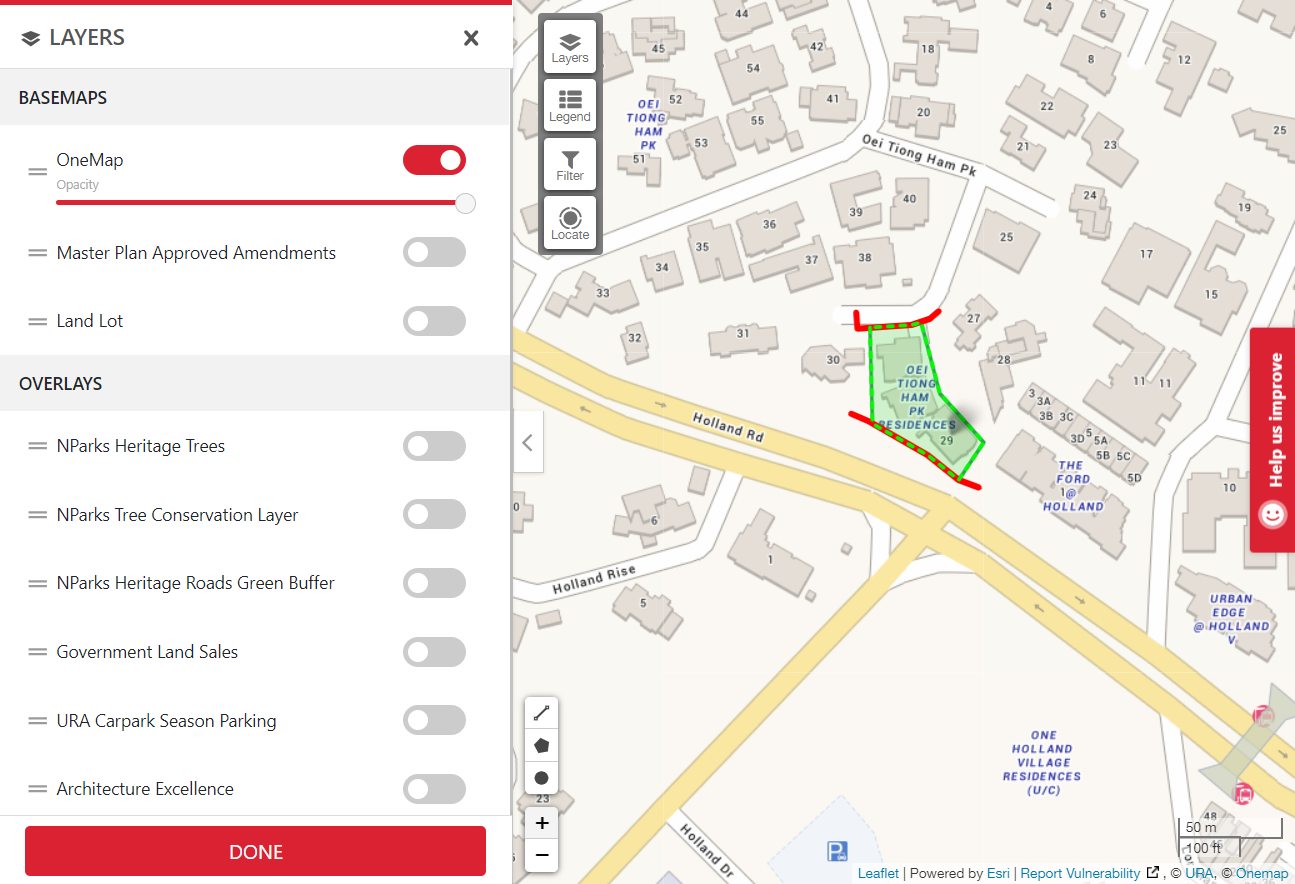 LAYERS
BASEMAPS
OneMap
Opacity
Master Plan Approved Amendments
Land Lot
OVERLAYS
NParks Heritage Trees
NParks Tree Conservation Layer
NParks Heritage Roads Green Buffer
Government Land Sales
URA Carpark Season Parking
Architecture Excellence
DONE
Layers
Legend
Filter
Locate
44
45
42
54
52
41
55
53
51
OEI
TIONG
HAM
PK
4
6
18
8
12
20
22
21
23
25
Oei Tiong Ham Pk
24
19
40
39
36
35
37
38
34
33
25
17
15
32
31
30
27
28
11
11
OEI
TIONG
HAM
PK
RESIDENCES
29
3
3A
3B
3C
3D
5
5A
5B
5C
5D
THE
FORD
1@
HOLLAND
10
Holland Rd
6
1
5
0
Holland Rise
URBAN
EDGE
@ HOLLAND
V
ONE
HOLLAND
VILLAGE
RESIDENCES
(U/C)
23
+
−
Holland Dr
P
48
50 m
100 ft
Help us improve
Leaflet | Powered by Esri | Report Vulnerability , © URA, © Onemap